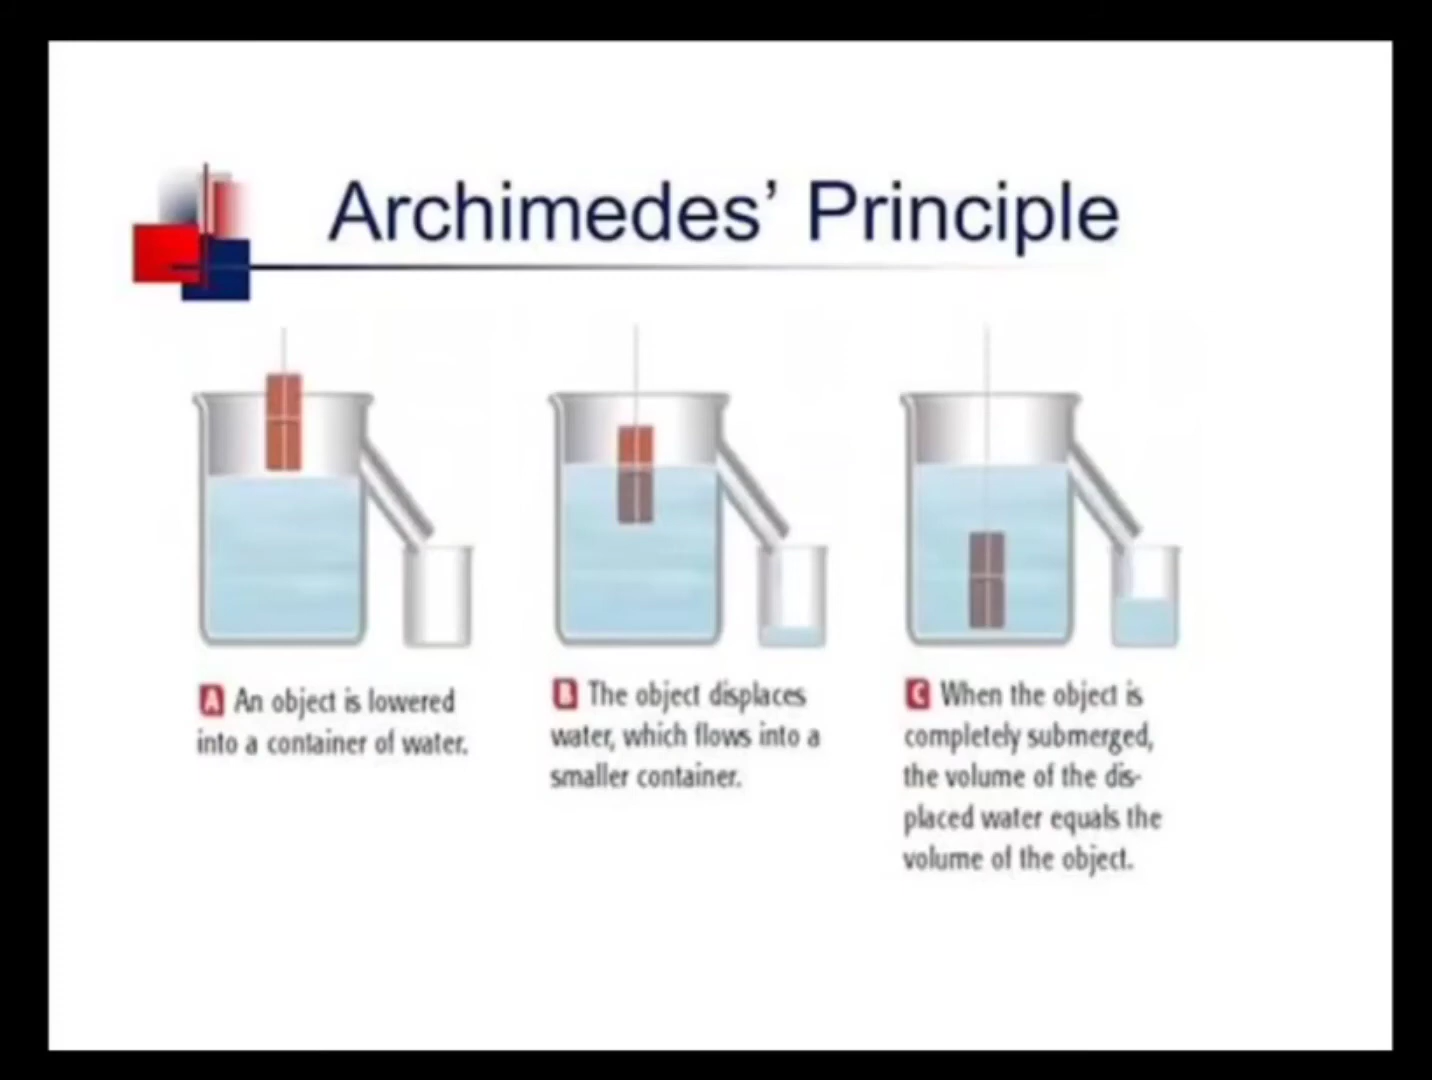 Archimedes’ Principle
A An object is lowered
into a container of water.
B The object displaces
water, which flows into a
smaller container.
C When the object is
completely submerged,
the volume of the dis-
placed water equals the
volume of the object.